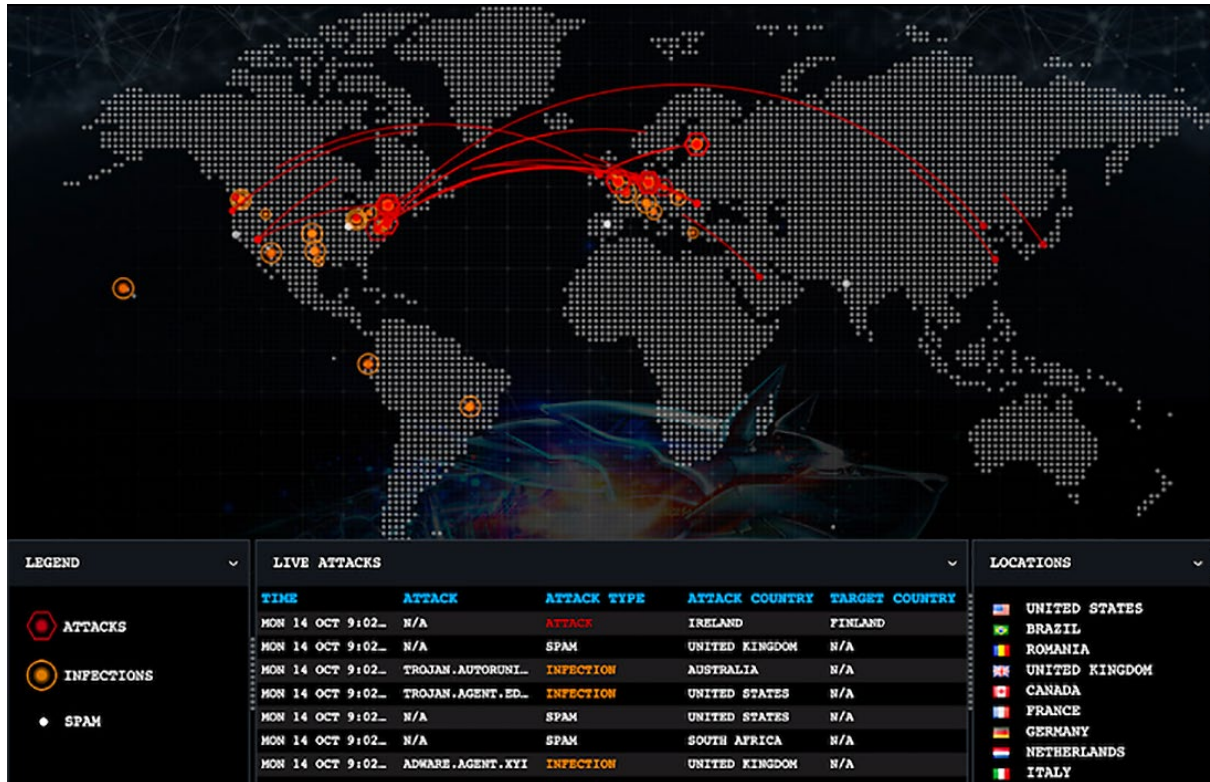 LEGEND
ATTACKS
INFECTIONS
SPAM
LIVE ATTACKS
TIME ATTACK ATTACK TYPE ATTACK COUNTRY TARGET COUNTRY
MON 14 OCT 9:02… N/A ATTACK IRELAND FINLAND
MON 14 OCT 9:02… N/A SPAM UNITED KINGDOM N/A
MON 14 OCT 9:02… TROJAN.AUTORUNI… INFECTION AUSTRALIA N/A
MON 14 OCT 9:02… TROJAN.AGENT.ED… INFECTION UNITED STATES N/A
MON 14 OCT 9:02… N/A SPAM UNITED STATES N/A
MON 14 OCT 9:02… N/A SPAM SOUTH AFRICA N/A
MON 14 OCT 9:02… ADWARE.AGENT.XYI INFECTION UNITED KINGDOM N/A
LOCATIONS
UNITED STATES
BRAZIL
ROMANIA
UNITED KINGDOM
CANADA
FRANCE
GERMANY
NETHERLANDS
ITALY